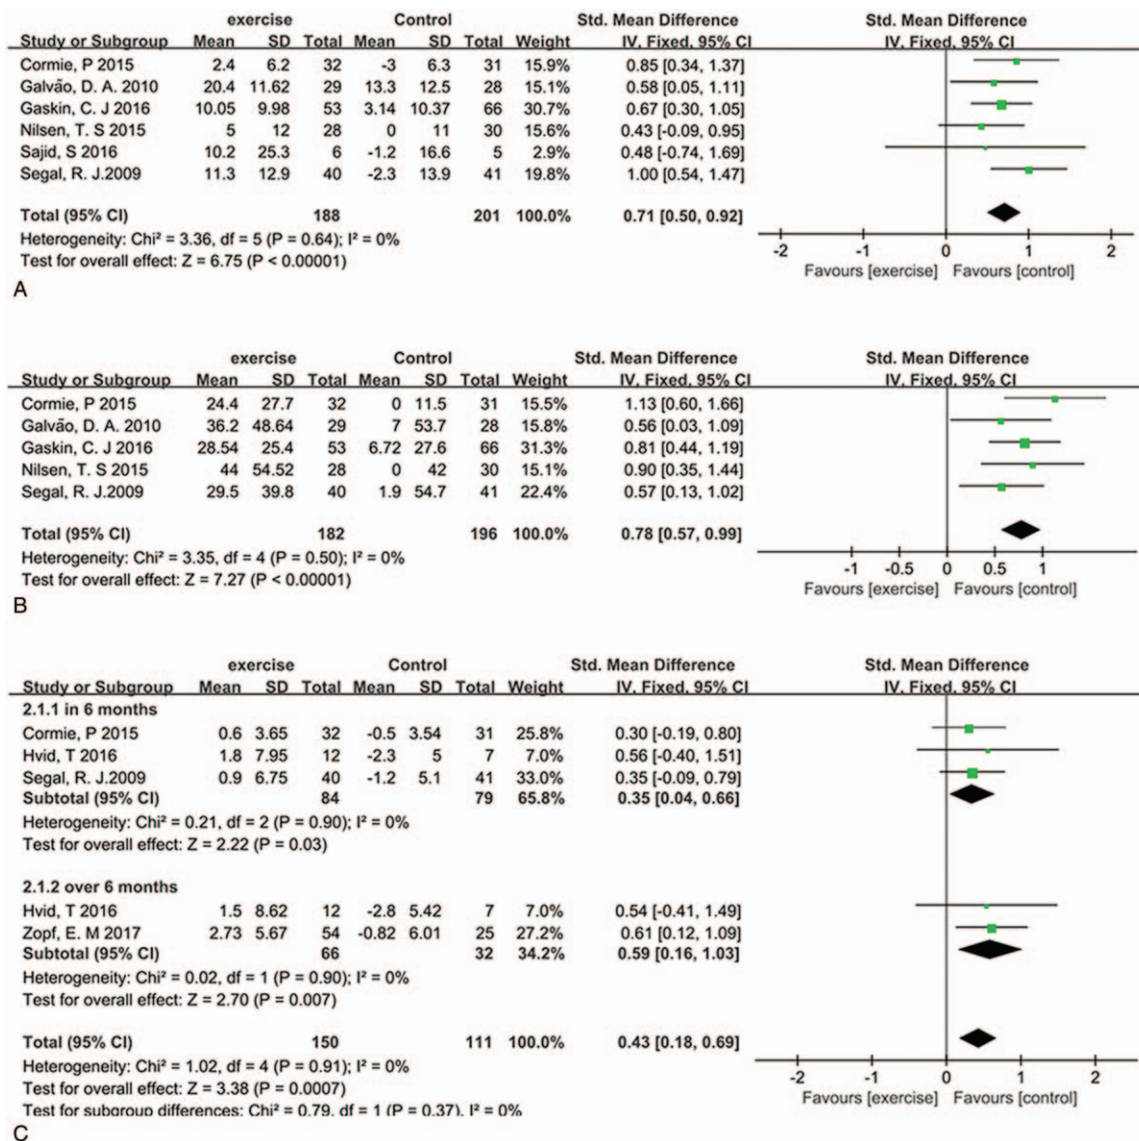 exercise Control Std. Mean Difference Std. Mean Difference
Study or Subgroup Mean SD Total Mean SD Total Weight IV, Fixed, 95% CI IV, Fixed, 95% CI
Cormie, P 2015 2.4 6.2 32 -3 6.3 31 15.9% 0.85 [0.34, 1.37]
Galvão, D. A. 2010 20.4 11.62 29 13.3 12.5 28 15.1% 0.58 [0.05, 1.11]
Gaskin, C. J 2016 10.05 9.98 53 3.14 10.37 66 30.7% 0.67 [0.30, 1.05]
Nilsen, T. S 2015 5 12 28 0 11 30 15.6% 0.43 [-0.09, 0.95]
Sajid, S 2016 10.2 25.3 6 -1.2 16.6 5 2.9% 0.48 [-0.74, 1.69]
Segal, R. J.2009 11.3 12.9 40 -2.3 13.9 41 19.8% 1.00 [0.54, 1.47]
Total (95% CI) 188 201 100.0% 0.71 [0.50, 0.92]
Heterogeneity: Chi² = 3.36, df = 5 (P = 0.64); I² = 0%
Test for overall effect: Z = 6.75 (P < 0.00001)
-2 -1 0 1 2
Favours [exercise] Favours [control]
A
exercise Control Std. Mean Difference Std. Mean Difference
Study or Subgroup Mean SD Total Mean SD Total Weight IV, Fixed, 95% CI IV, Fixed, 95% CI
Cormie, P 2015 24.4 27.7 32 0 11.5 31 15.5% 1.13 [0.60, 1.66]
Galvão, D. A. 2010 36.2 48.64 29 7 53.7 28 15.8% 0.56 [0.03, 1.09]
Gaskin, C. J 2016 28.54 25.4 53 6.72 27.6 66 31.3% 0.81 [0.44, 1.19]
Nilsen, T. S 2015 44 54.52 28 0 42 30 15.1% 0.90 [0.35, 1.44]
Segal, R. J.2009 29.5 39.8 40 1.9 54.7 41 22.4% 0.57 [0.13, 1.02]
Total (95% CI) 182 196 100.0% 0.78 [0.57, 0.99]
Heterogeneity: Chi² = 3.35, df = 4 (P = 0.50); I² = 0%
Test for overall effect: Z = 7.27 (P < 0.00001)
-1 -0.5 0 0.5 1
Favours [exercise] Favours [control]
B
exercise Control Std. Mean Difference Std. Mean Difference
Study or Subgroup Mean SD Total Mean SD Total Weight IV, Fixed, 95% CI IV, Fixed, 95% CI
2.1.1 in 6 months
Cormie, P 2015 0.6 3.65 32 -0.5 3.54 31 25.8% 0.30 [-0.19, 0.80]
Hvid, T 2016 1.8 7.95 12 -2.3 5 7 7.0% 0.56 [-0.40, 1.51]
Segal, R. J.2009 0.9 6.75 40 -1.2 5.1 41 33.0% 0.35 [-0.09, 0.79]
Subtotal (95% CI) 84 79 65.8% 0.35 [0.04, 0.66]
Heterogeneity: Chi² = 0.21, df = 2 (P = 0.90); I² = 0%
Test for overall effect: Z = 2.22 (P = 0.03)
2.1.2 over 6 months
Hvid, T 2016 1.5 8.62 12 -2.8 5.42 7 7.0% 0.54 [-0.41, 1.49]
Zopf, E. M 2017 2.73 5.67 54 -0.82 6.01 25 27.2% 0.61 [0.12, 1.09]
Subtotal (95% CI) 66 32 34.2% 0.59 [0.16, 1.03]
Heterogeneity: Chi² = 0.02, df = 1 (P = 0.90); I² = 0%
Test for overall effect: Z = 2.70 (P = 0.007)
Total (95% CI) 150 111 100.0% 0.43 [0.18, 0.69]
Heterogeneity: Chi² = 1.02, df = 4 (P = 0.91); I² = 0%
Test for overall effect: Z = 3.38 (P = 0.0007)
Test for subgroup differences: Chi² = 0.79, df = 1 (P = 0.37), I² = 0%
-2 -1 0 1 2
Favours [exercise] Favours [control]
C